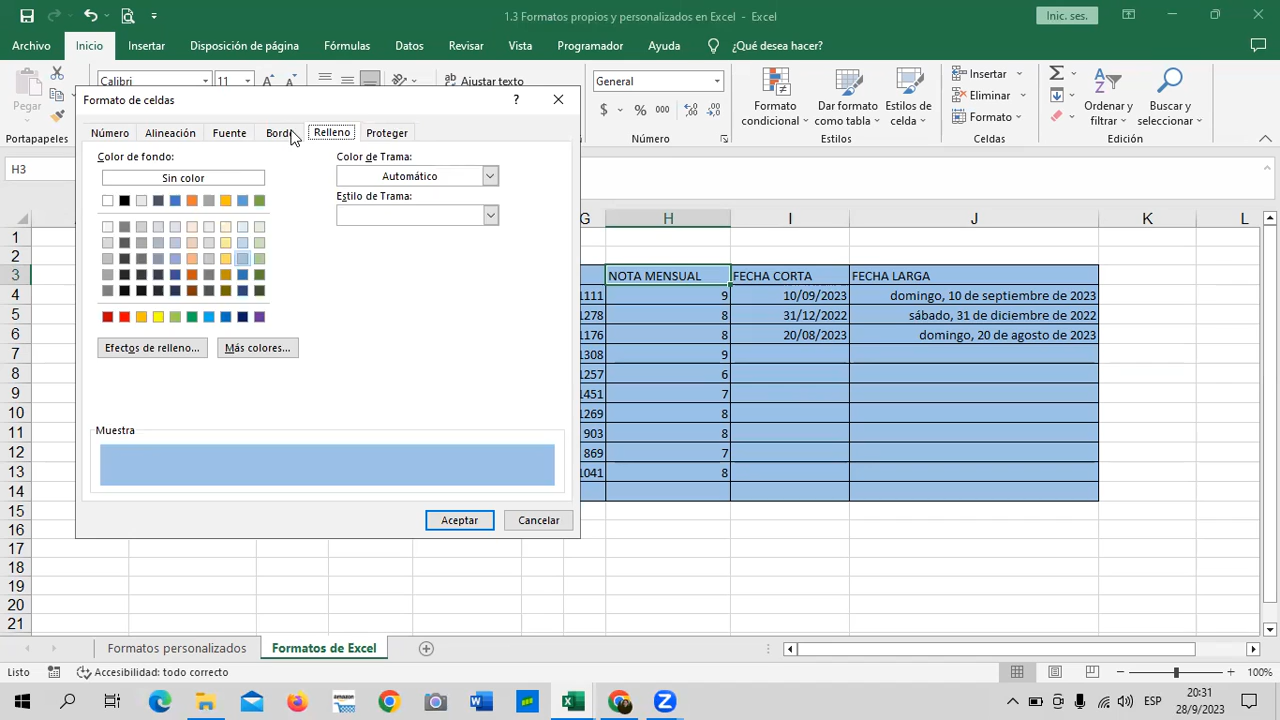 1.3 Formatos propios y personalizados en Excel - Excel
Inic. ses.
Archivo Inicio Insertar Disposición de página Fórmulas Datos Revisar Vista Programador Ayuda ¿Qué desea hacer?
Pegar
Calibri 11
Ajustar texto
General
$ % 000
Formato condicional
Dar formato como tabla
Estilos de celda
Estilos
Insertar
Eliminar
Formato
Celdas
Ordenar y filtrar
Buscar y seleccionar
Edición
H3
Formato de celdas ?
Número Alineación Fuente Borde Relleno Proteger
Color de fondo:
Sin color
Efectos de relleno... Más colores...
Color de Trama:
Automático
Estilo de Trama:
Muestra
Aceptar Cancelar
G H I J K L
1
2
3 NOTA MENSUAL FECHA CORTA FECHA LARGA
4 1111 9 10/09/2023 domingo, 10 de septiembre de 2023
5 1278 8 31/12/2022 sábado, 31 de diciembre de 2022
6 1176 8 20/08/2023 domingo, 20 de agosto de 2023
7 1308 9
8 1257 6
9 1451 7
10 1269 8
11 903 8
12 869 7
13 1041 8
14
15
16
17
18
19
20
21
Formatos personalizados Formatos de Excel
Listo Accesibilidad: todo correcto 100%
ESP
20:31
28/9/2023